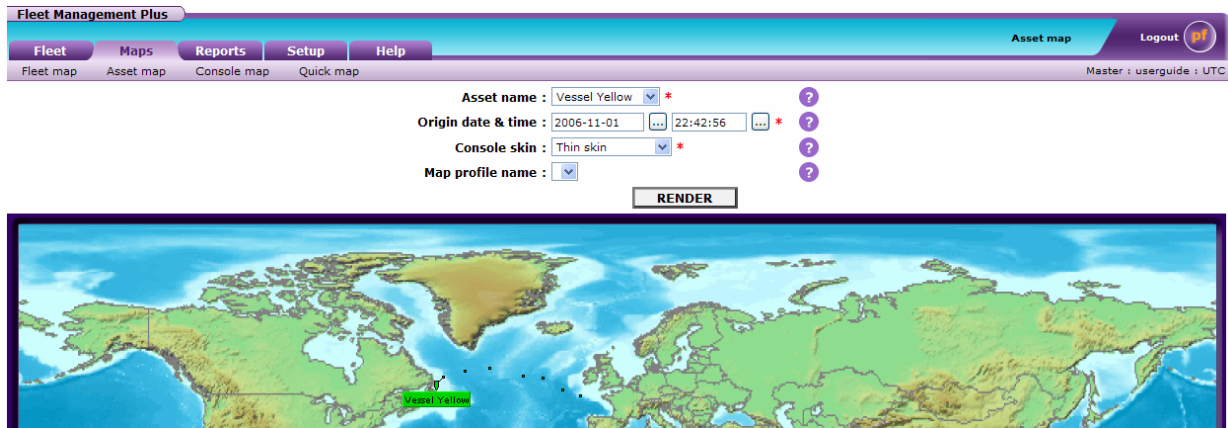 Fleet Management Plus
Asset map
Logout pf
Fleet Maps Reports Setup Help
Fleet map Asset map Console map Quick map
Master : userguide : UTC
Asset name : Vessel Yellow * ?
Origin date & time : 2006-11-01 ... 22:42:56 ... * ?
Console skin : Thin skin * ?
Map profile name : ?
RENDER
Vessel Yellow